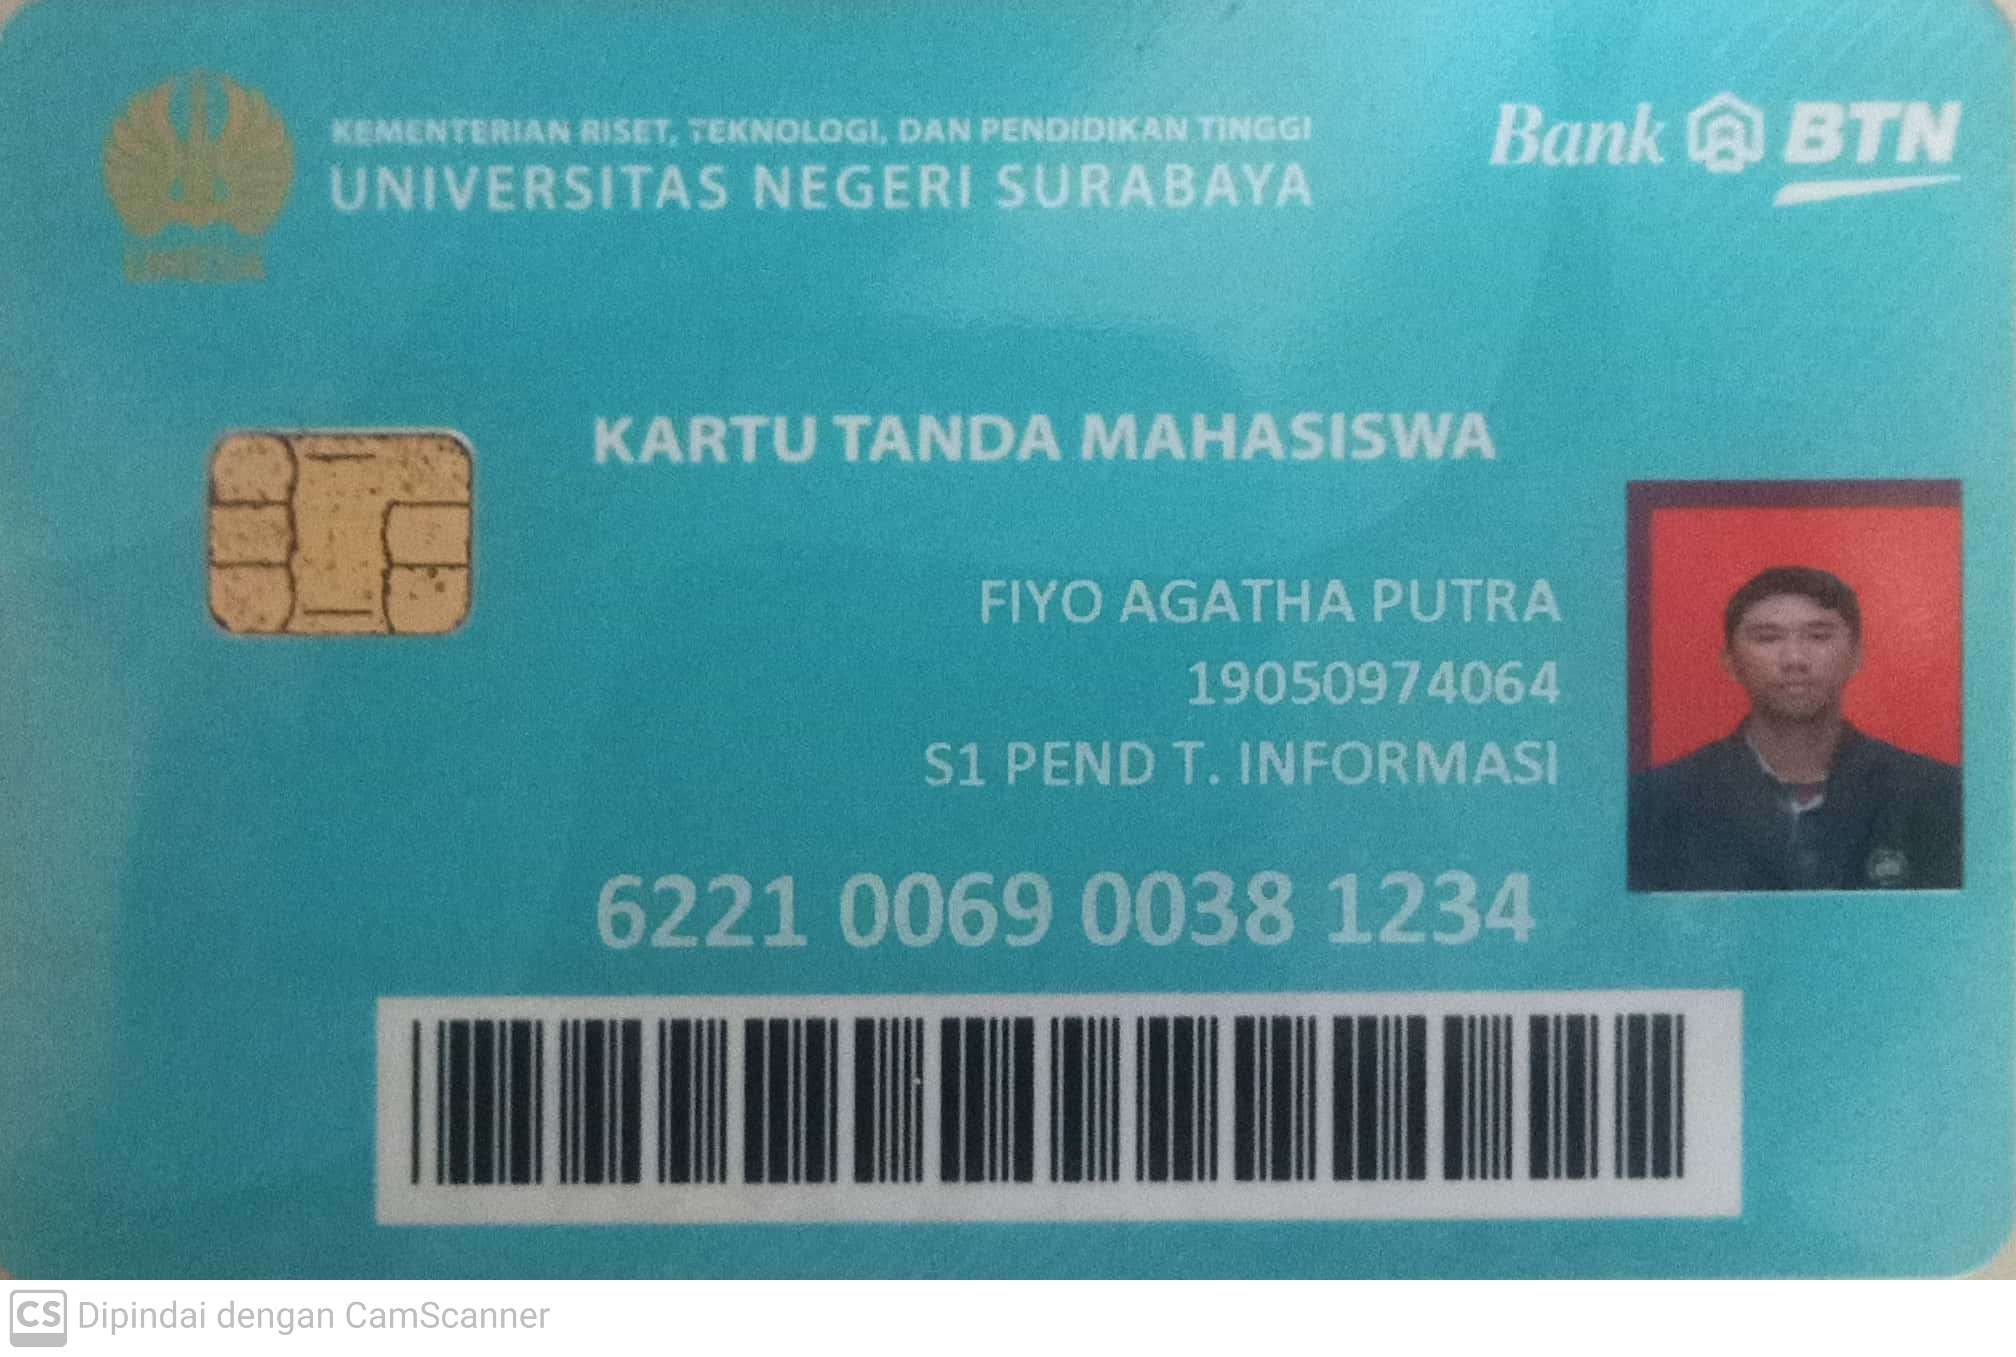 KEMENTERIAN RISET, TEKNOLOGI, DAN PENDIDIKAN TINGGI
UNIVERSITAS NEGERI SURABAYA
Bank BTN
UNESA
KARTU TANDA MAHASISWA
FIYO AGATHA PUTRA
19050974064
S1 PEND T. INFORMASI
6221 0069 0038 1234
CS Dipindai dengan CamScanner